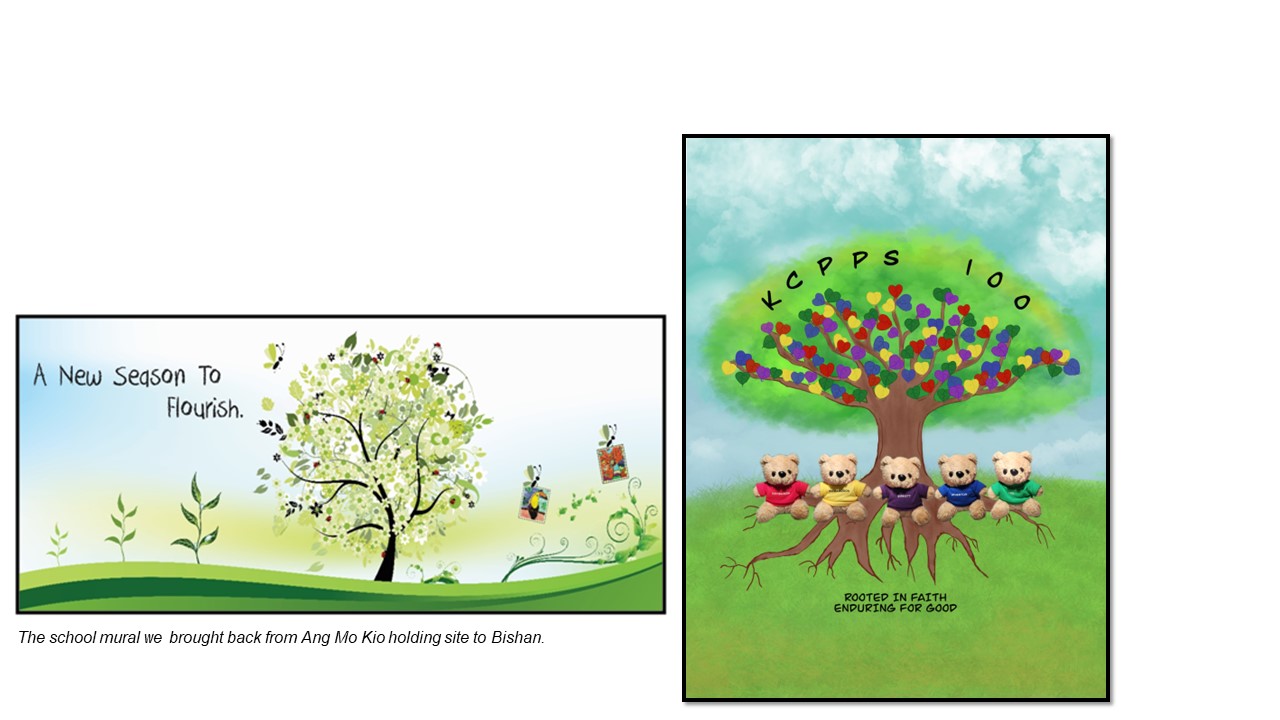 A New Season To
Flourish.
The school mural we brought back from Ang Mo Kio holding site to Bishan.
KCPPS 100
ROOTED IN FAITH
ENDURING FOR GOOD